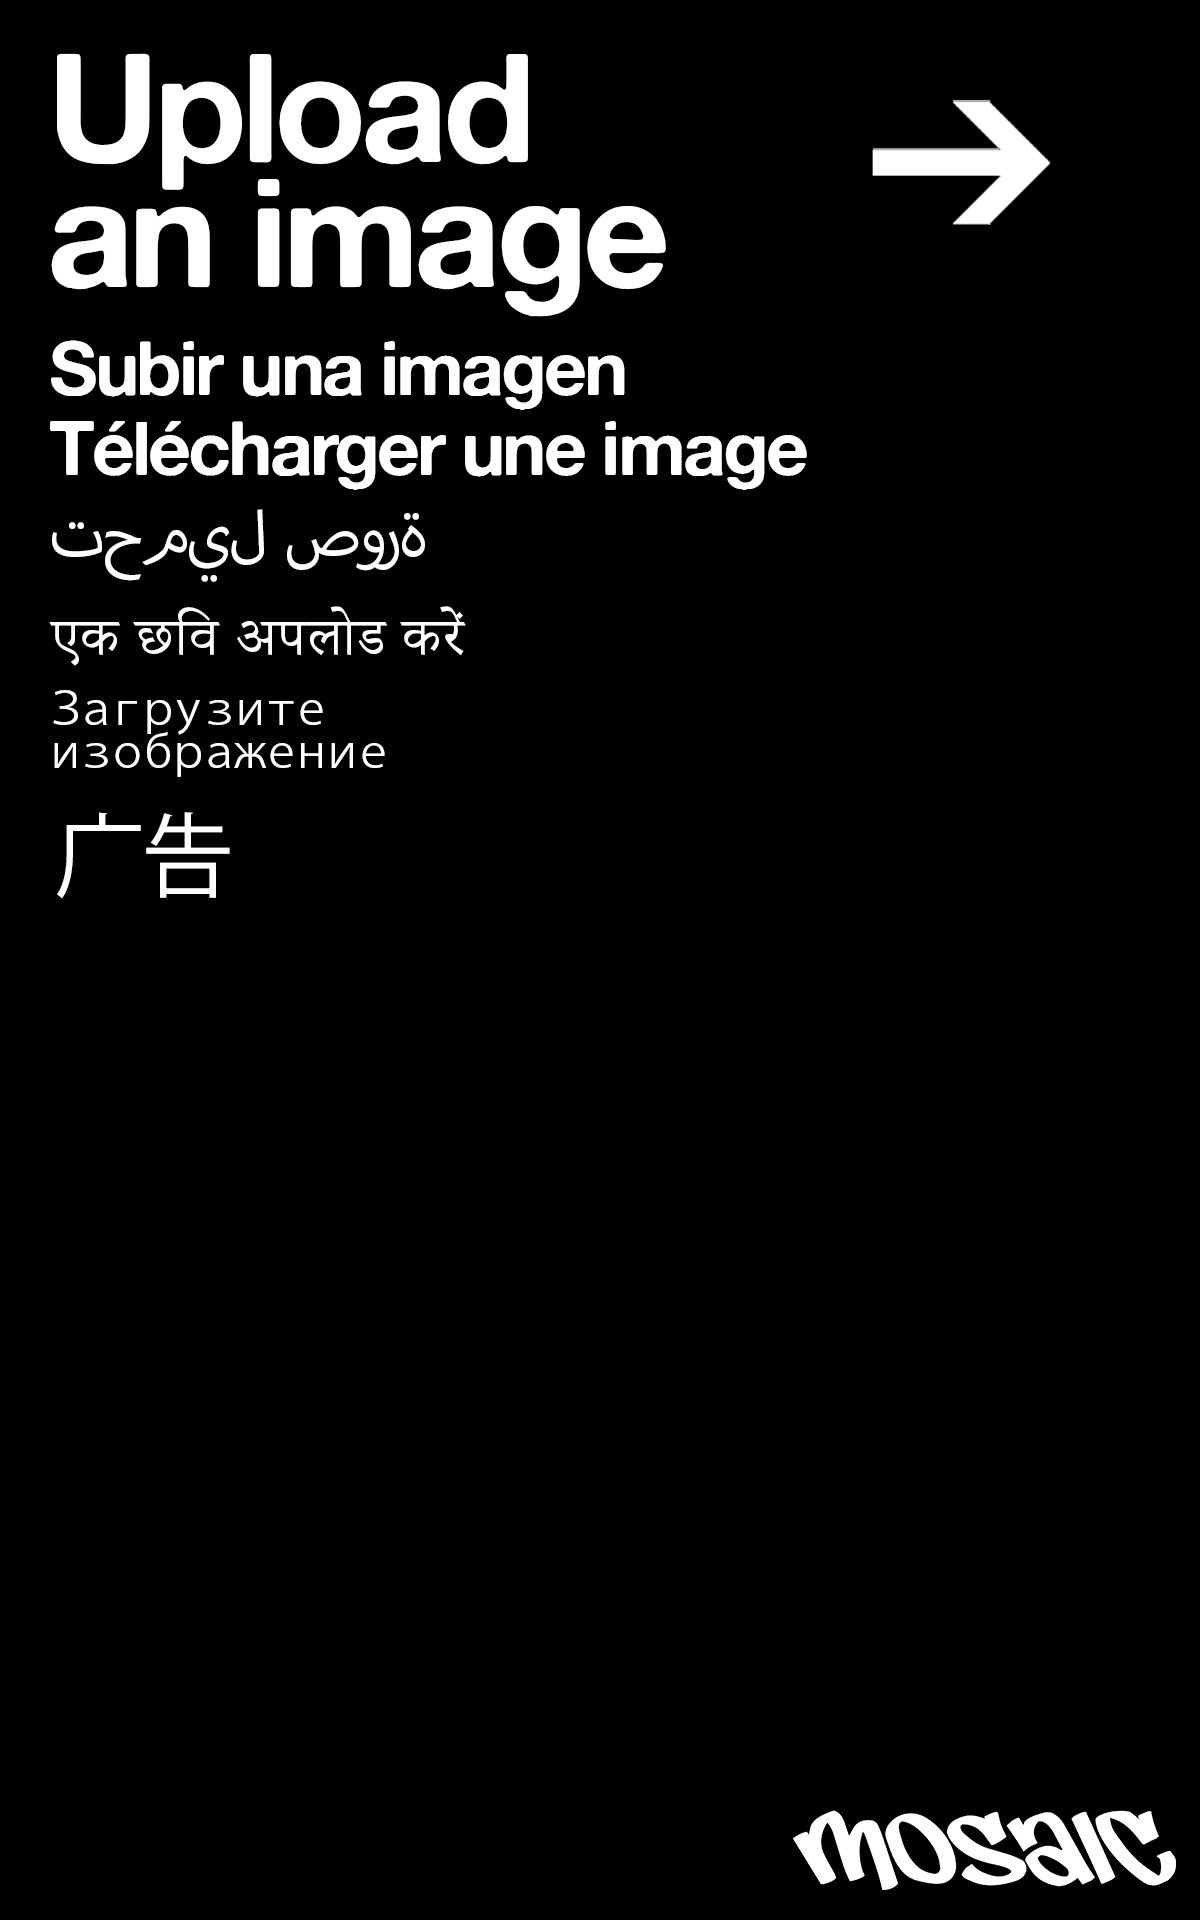 Upload
an image
Subir una imagen
Télécharger une image
تحميل صورة
एक छवि अपलोड करें
Загрузите
изображение
广告
mosaic